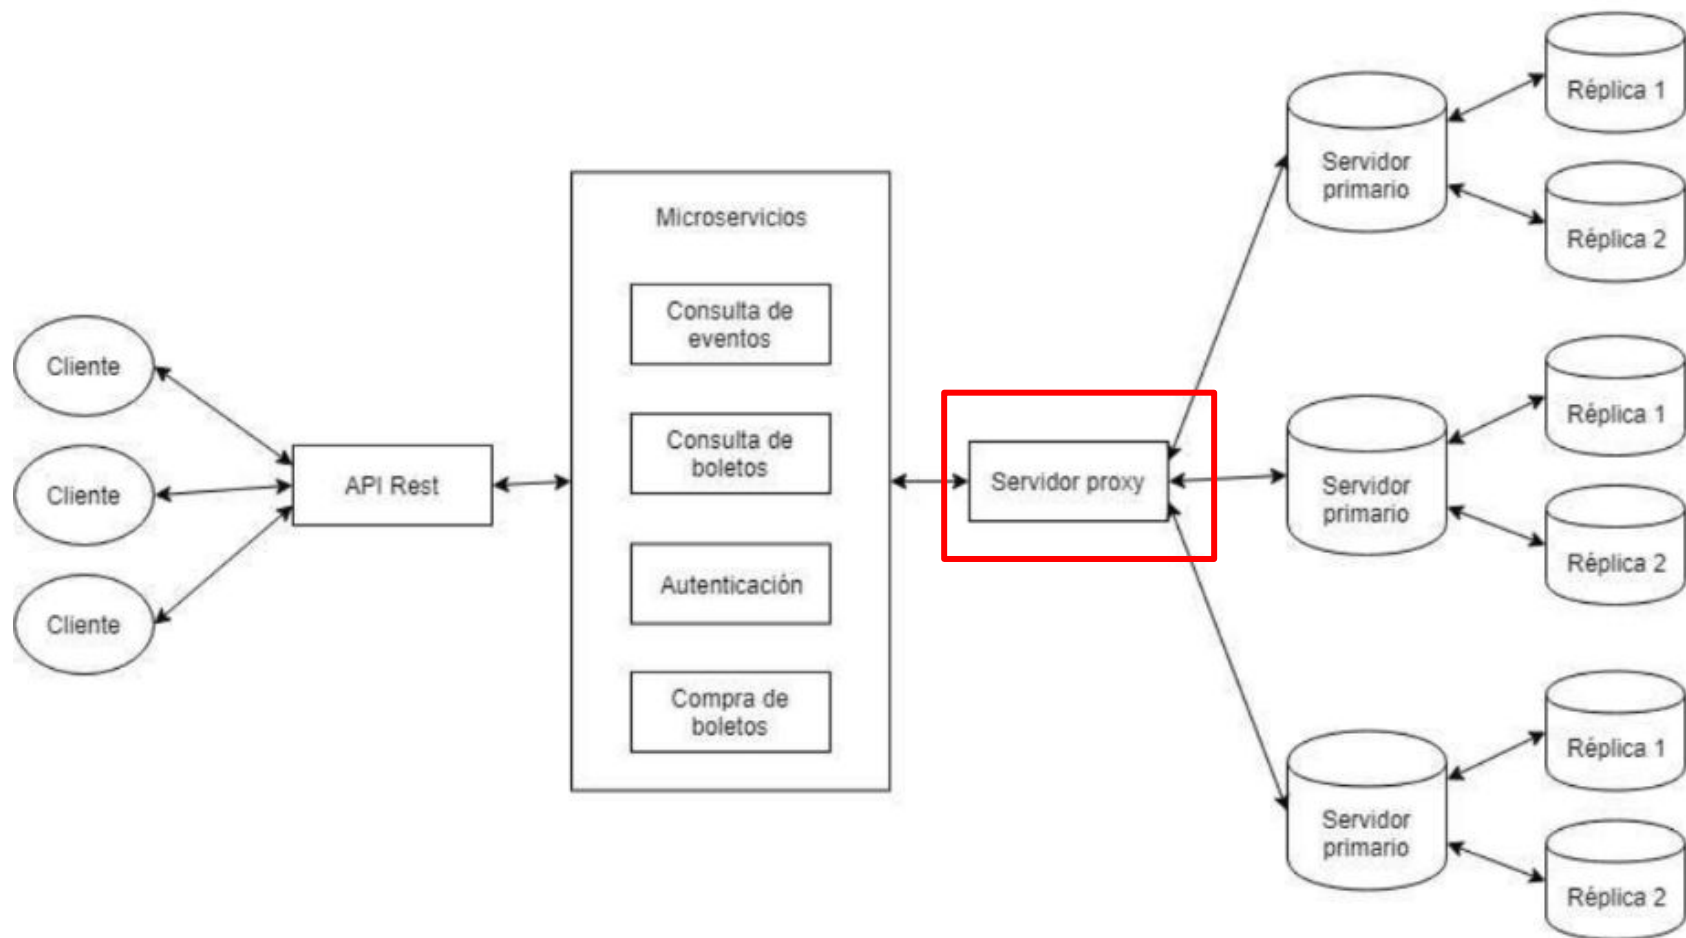 Cliente
Cliente
Cliente
API Rest
Microservicios
Consulta de
eventos
Consulta de
boletos
Autenticación
Compra de
boletos
Servidor proxy
Servidor
primario
Réplica 1
Réplica 2
Servidor
primario
Réplica 1
Réplica 2
Servidor
primario
Réplica 1
Réplica 2